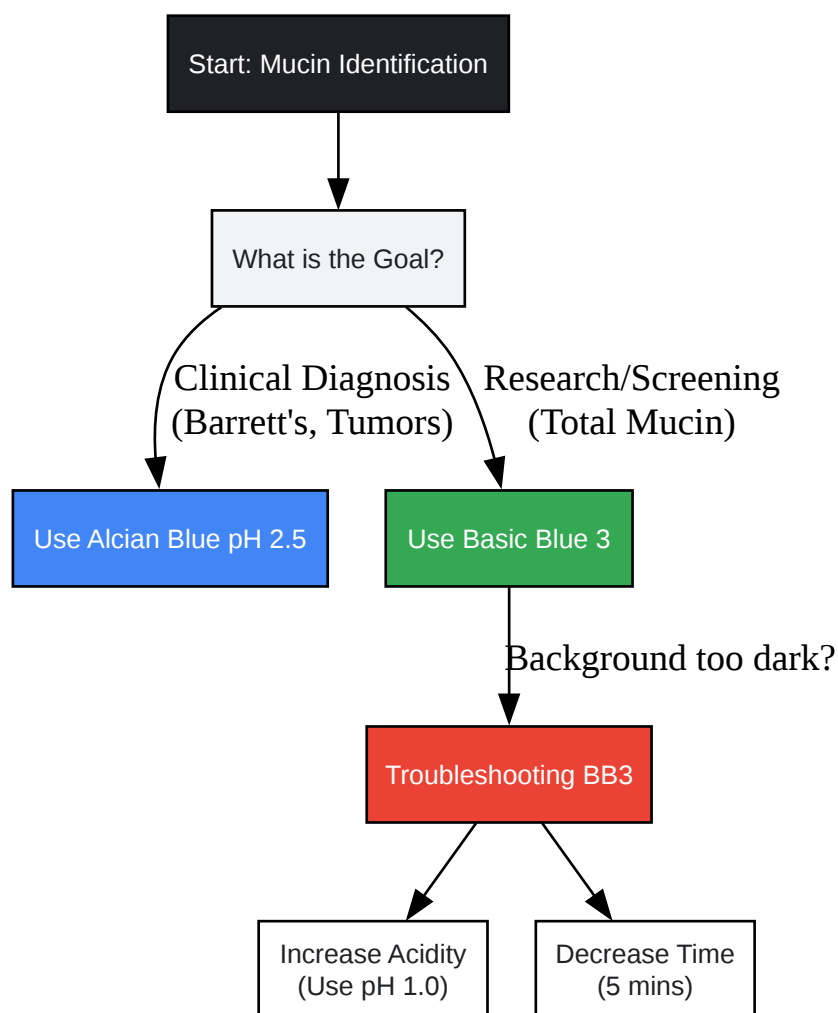 Start: Mucin Identification
What is the Goal?
Clinical Diagnosis
(Barrett's, Tumors)
Research/Screening
(Total Mucin)
Use Alcian Blue pH 2.5
Use Basic Blue 3
Background too dark?
Troubleshooting BB3
Increase Acidity
(Use pH 1.0)
Decrease Time
(5 mins)